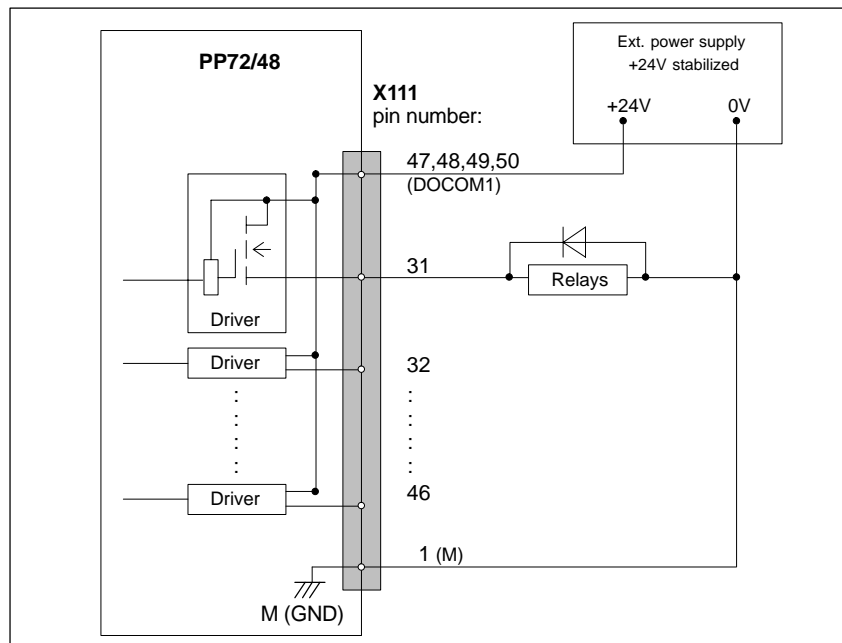 PP72/48
Ext. power supply
+24V stabilized
+24V 0V
X111
pin number:
47,48,49,50
(DOCOM1)
31
Relays
Driver
Driver
32
:
:
:
:
Driver
46
1 (M)
M (GND)